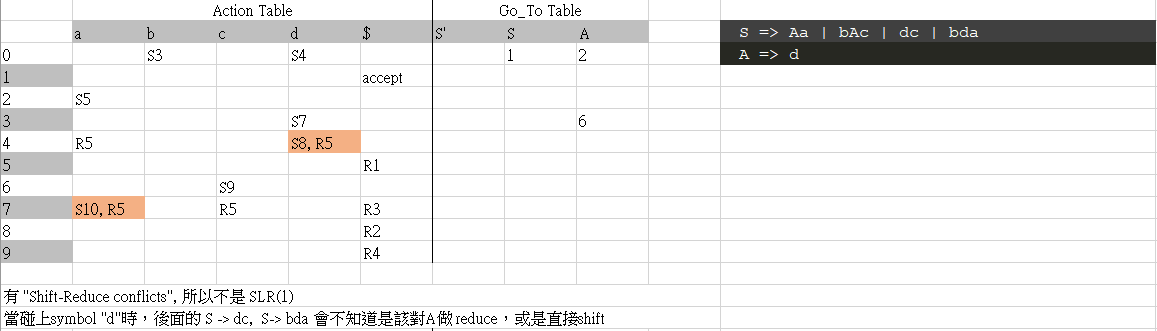 Action Table Go_To Table
a b c d $ S' S A
0 S3 S4 1 2
1 accept
2 S5
3 S7 6
4 R5 S8, R5
5 R1
6 S9
7 S10, R5 R5 R3
8 R2
9 R4
有 "Shift-Reduce conflicts", 所以不是 SLR(1)
當碰上symbol "d"時，後面的 S -> dc, S-> bda 會不知道是該對A做 reduce，或是直接shift
S => Aa | bAc | dc | bda
A => d